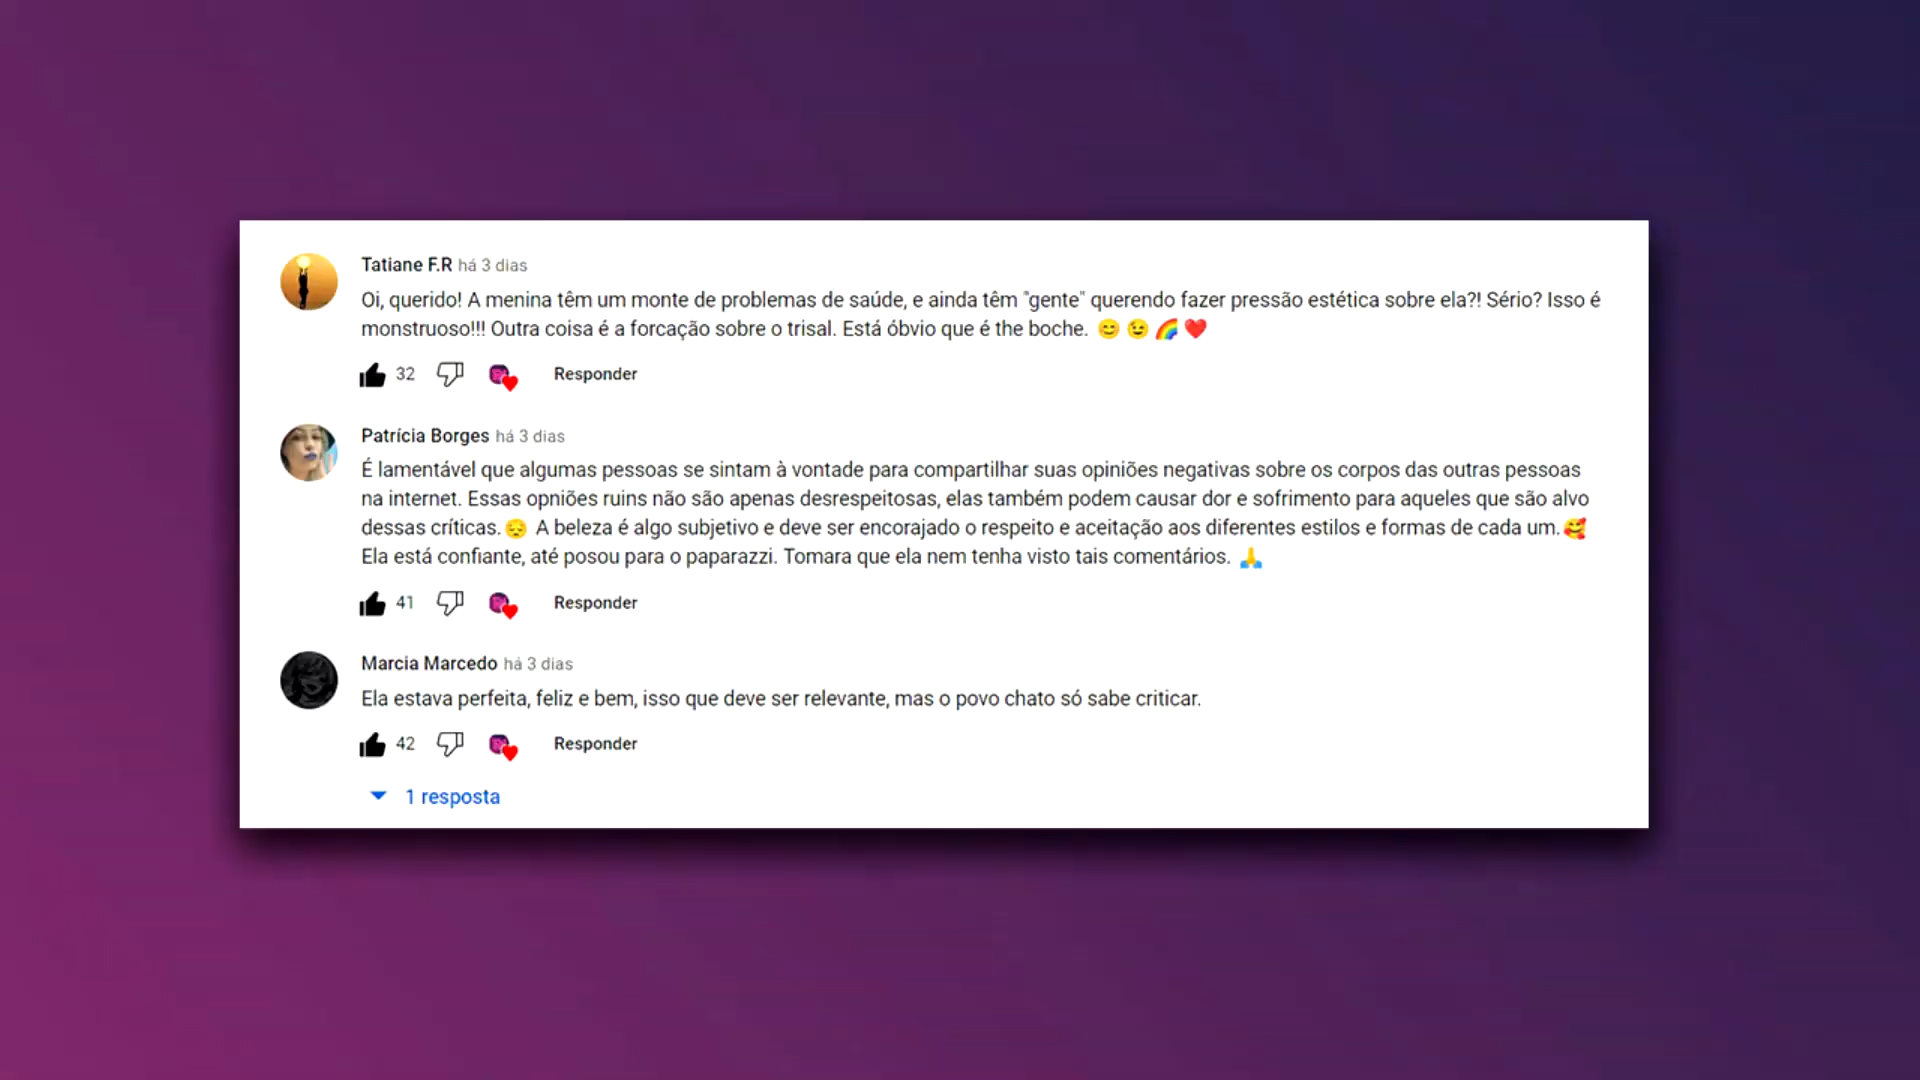 Tatiane F.R há 3 dias
Oi, querido! A menina têm um monte de problemas de saúde, e ainda têm "gente" querendo fazer pressão estética sobre ela?! Sério? Isso é
monstruoso!!! Outra coisa é a forcação sobre o trisal. Está óbvio que é the boche. 😊 😉 🌈 ❤️
32 Responder
Patrícia Borges há 3 dias
É lamentável que algumas pessoas se sintam à vontade para compartilhar suas opiniões negativas sobre os corpos das outras pessoas
na internet. Essas opniões ruins não são apenas desrespeitosas, elas também podem causar dor e sofrimento para aqueles que são alvo
dessas críticas. 😔 A beleza é algo subjetivo e deve ser encorajado o respeito e aceitação aos diferentes estilos e formas de cada um. 🥰
Ela está confiante, até posou para o paparazzi. Tomara que ela nem tenha visto tais comentários. 🙏
41 Responder
Marcia Marcedo há 3 dias
Ela estava perfeita, feliz e bem, isso que deve ser relevante, mas o povo chato só sabe criticar.
42 Responder
1 resposta